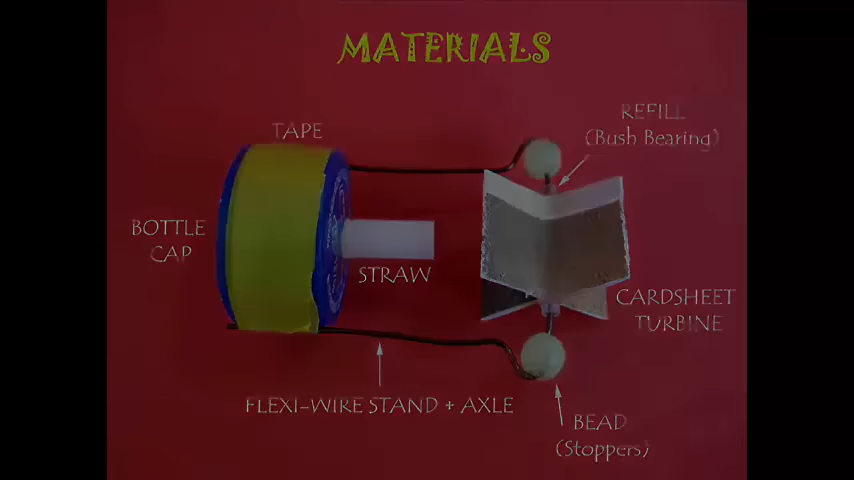 MATERIALS
TAPE
REFILL
(Bush Bearing)
BOTTLE
CAP
STRAW
CARDSHEET
TURBINE
FLEXI-WIRE STAND + AXLE
BEAD
(Stoppers)